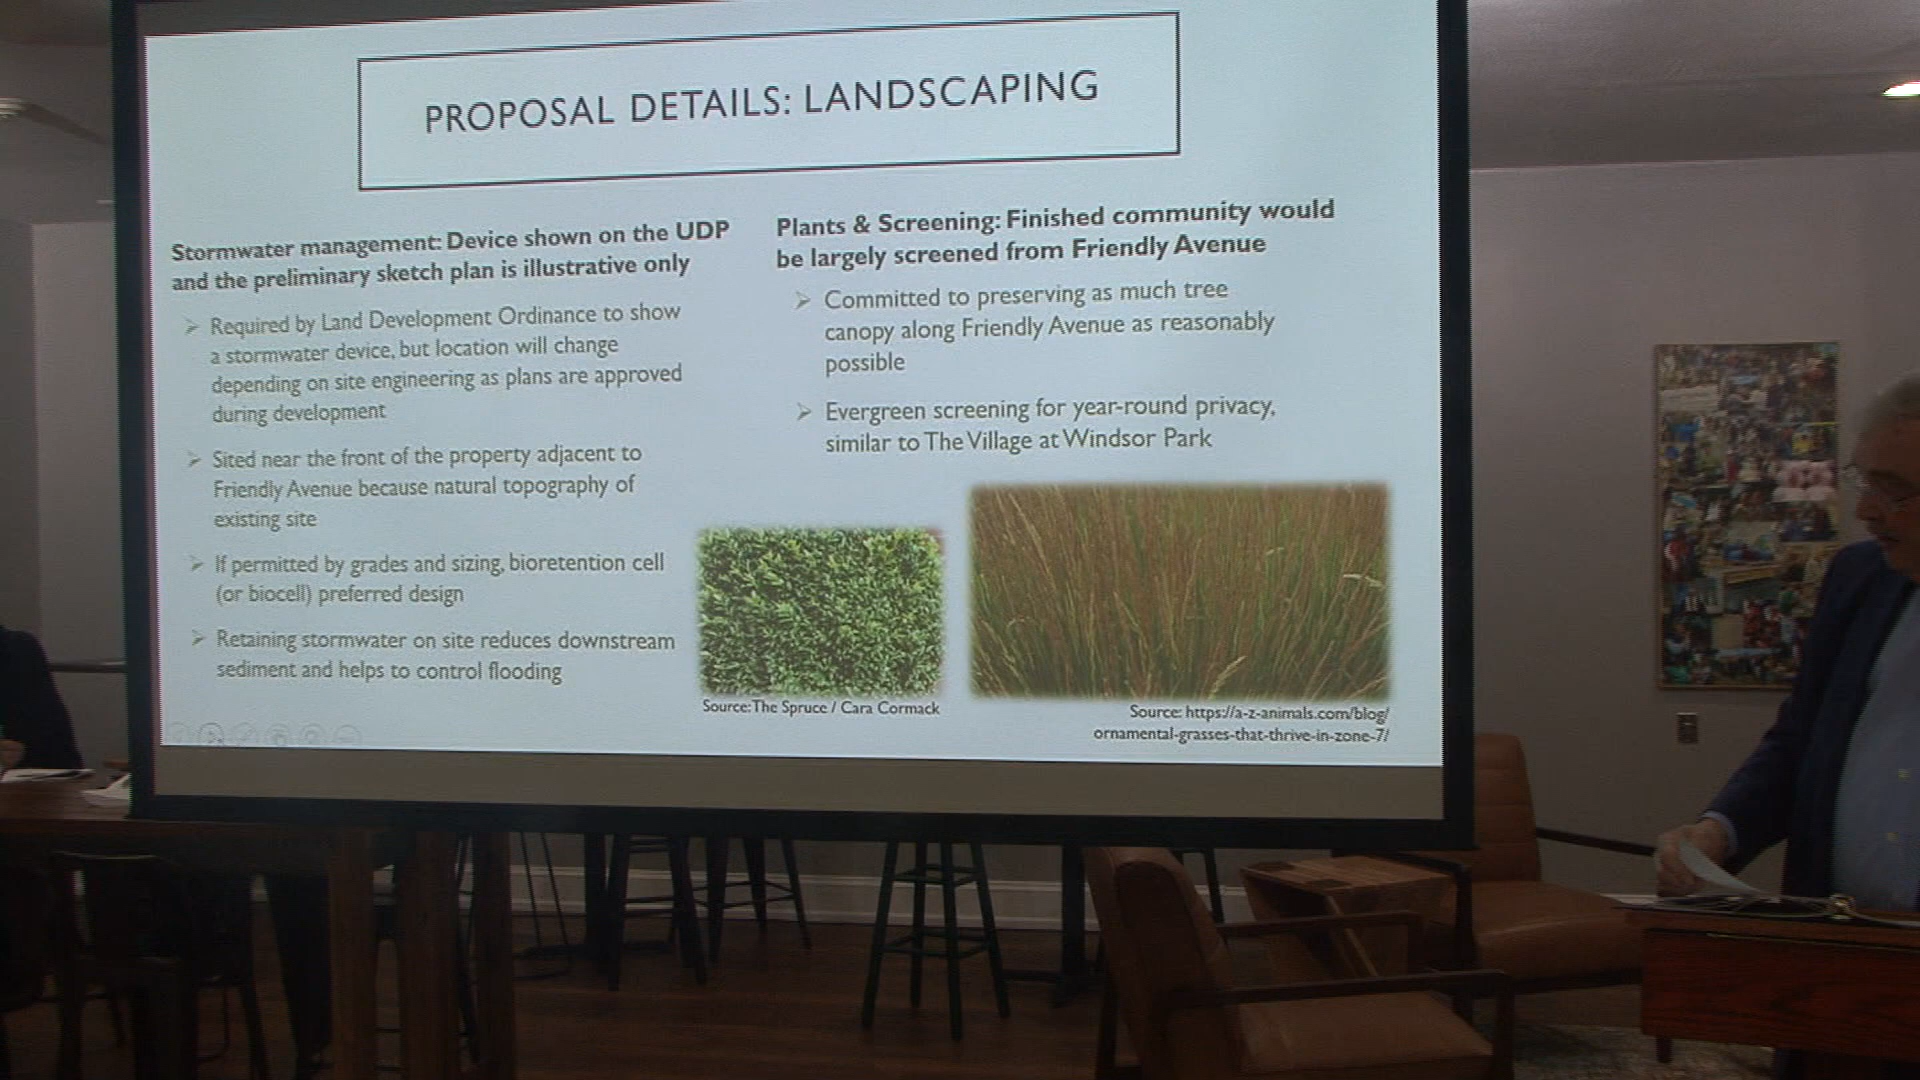 PROPOSAL DETAILS: LANDSCAPING
Stormwater management: Device shown on the UDP
and the preliminary sketch plan is illustrative only
Required by Land Development Ordinance to show
a stormwater device, but location will change
depending on site engineering as plans are approved
during development
Sited near the front of the property adjacent to
Friendly Avenue because natural topography of
existing site
If permitted by grades and sizing, bioretention cell
(or biocell) preferred design
Retaining stormwater on site reduces downstream
sediment and helps to control flooding
Plants & Screening: Finished community would
be largely screened from Friendly Avenue
Committed to preserving as much tree
canopy along Friendly Avenue as reasonably
possible
Evergreen screening for year-round privacy,
similar to The Village at Windsor Park
Source: The Spruce / Cara Cormack
Source: https://a-z-animals.com/blog/
ornamental-grasses-that-thrive-in-zone-7/